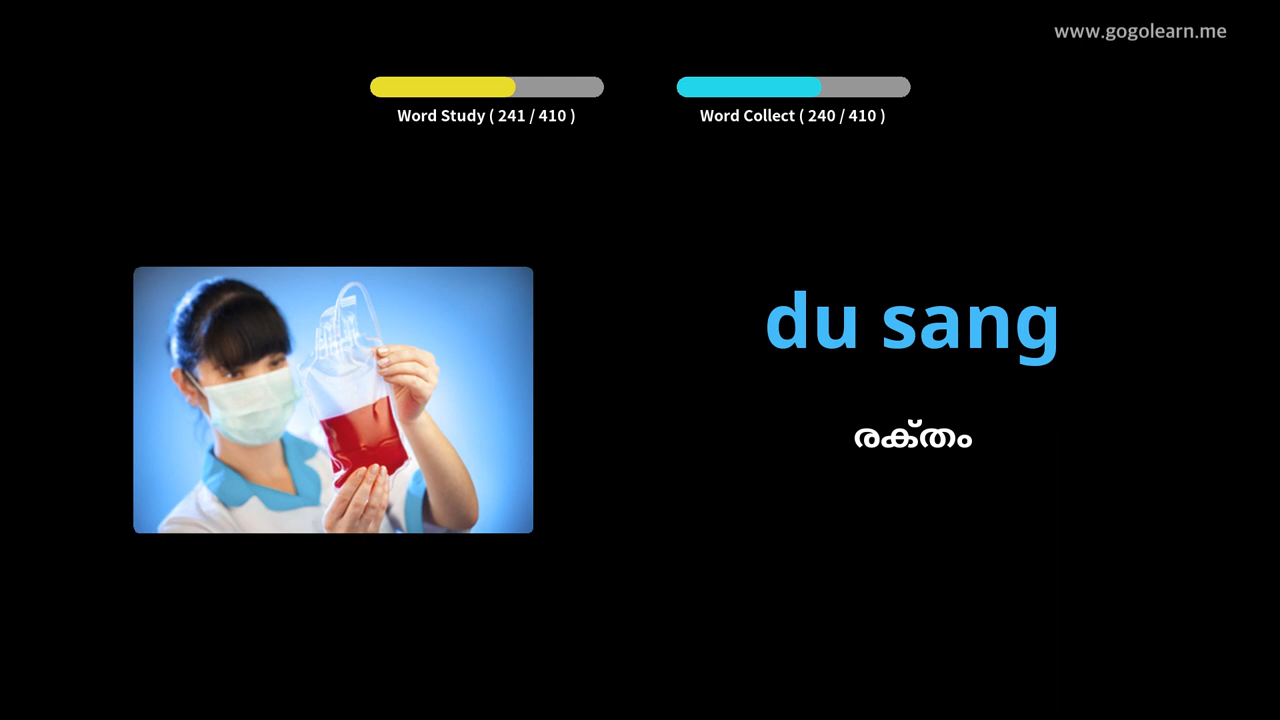 www.gogolearn.me
Word Study ( 241 / 410 )
Word Collect ( 240 / 410 )
du sang
രക്തം